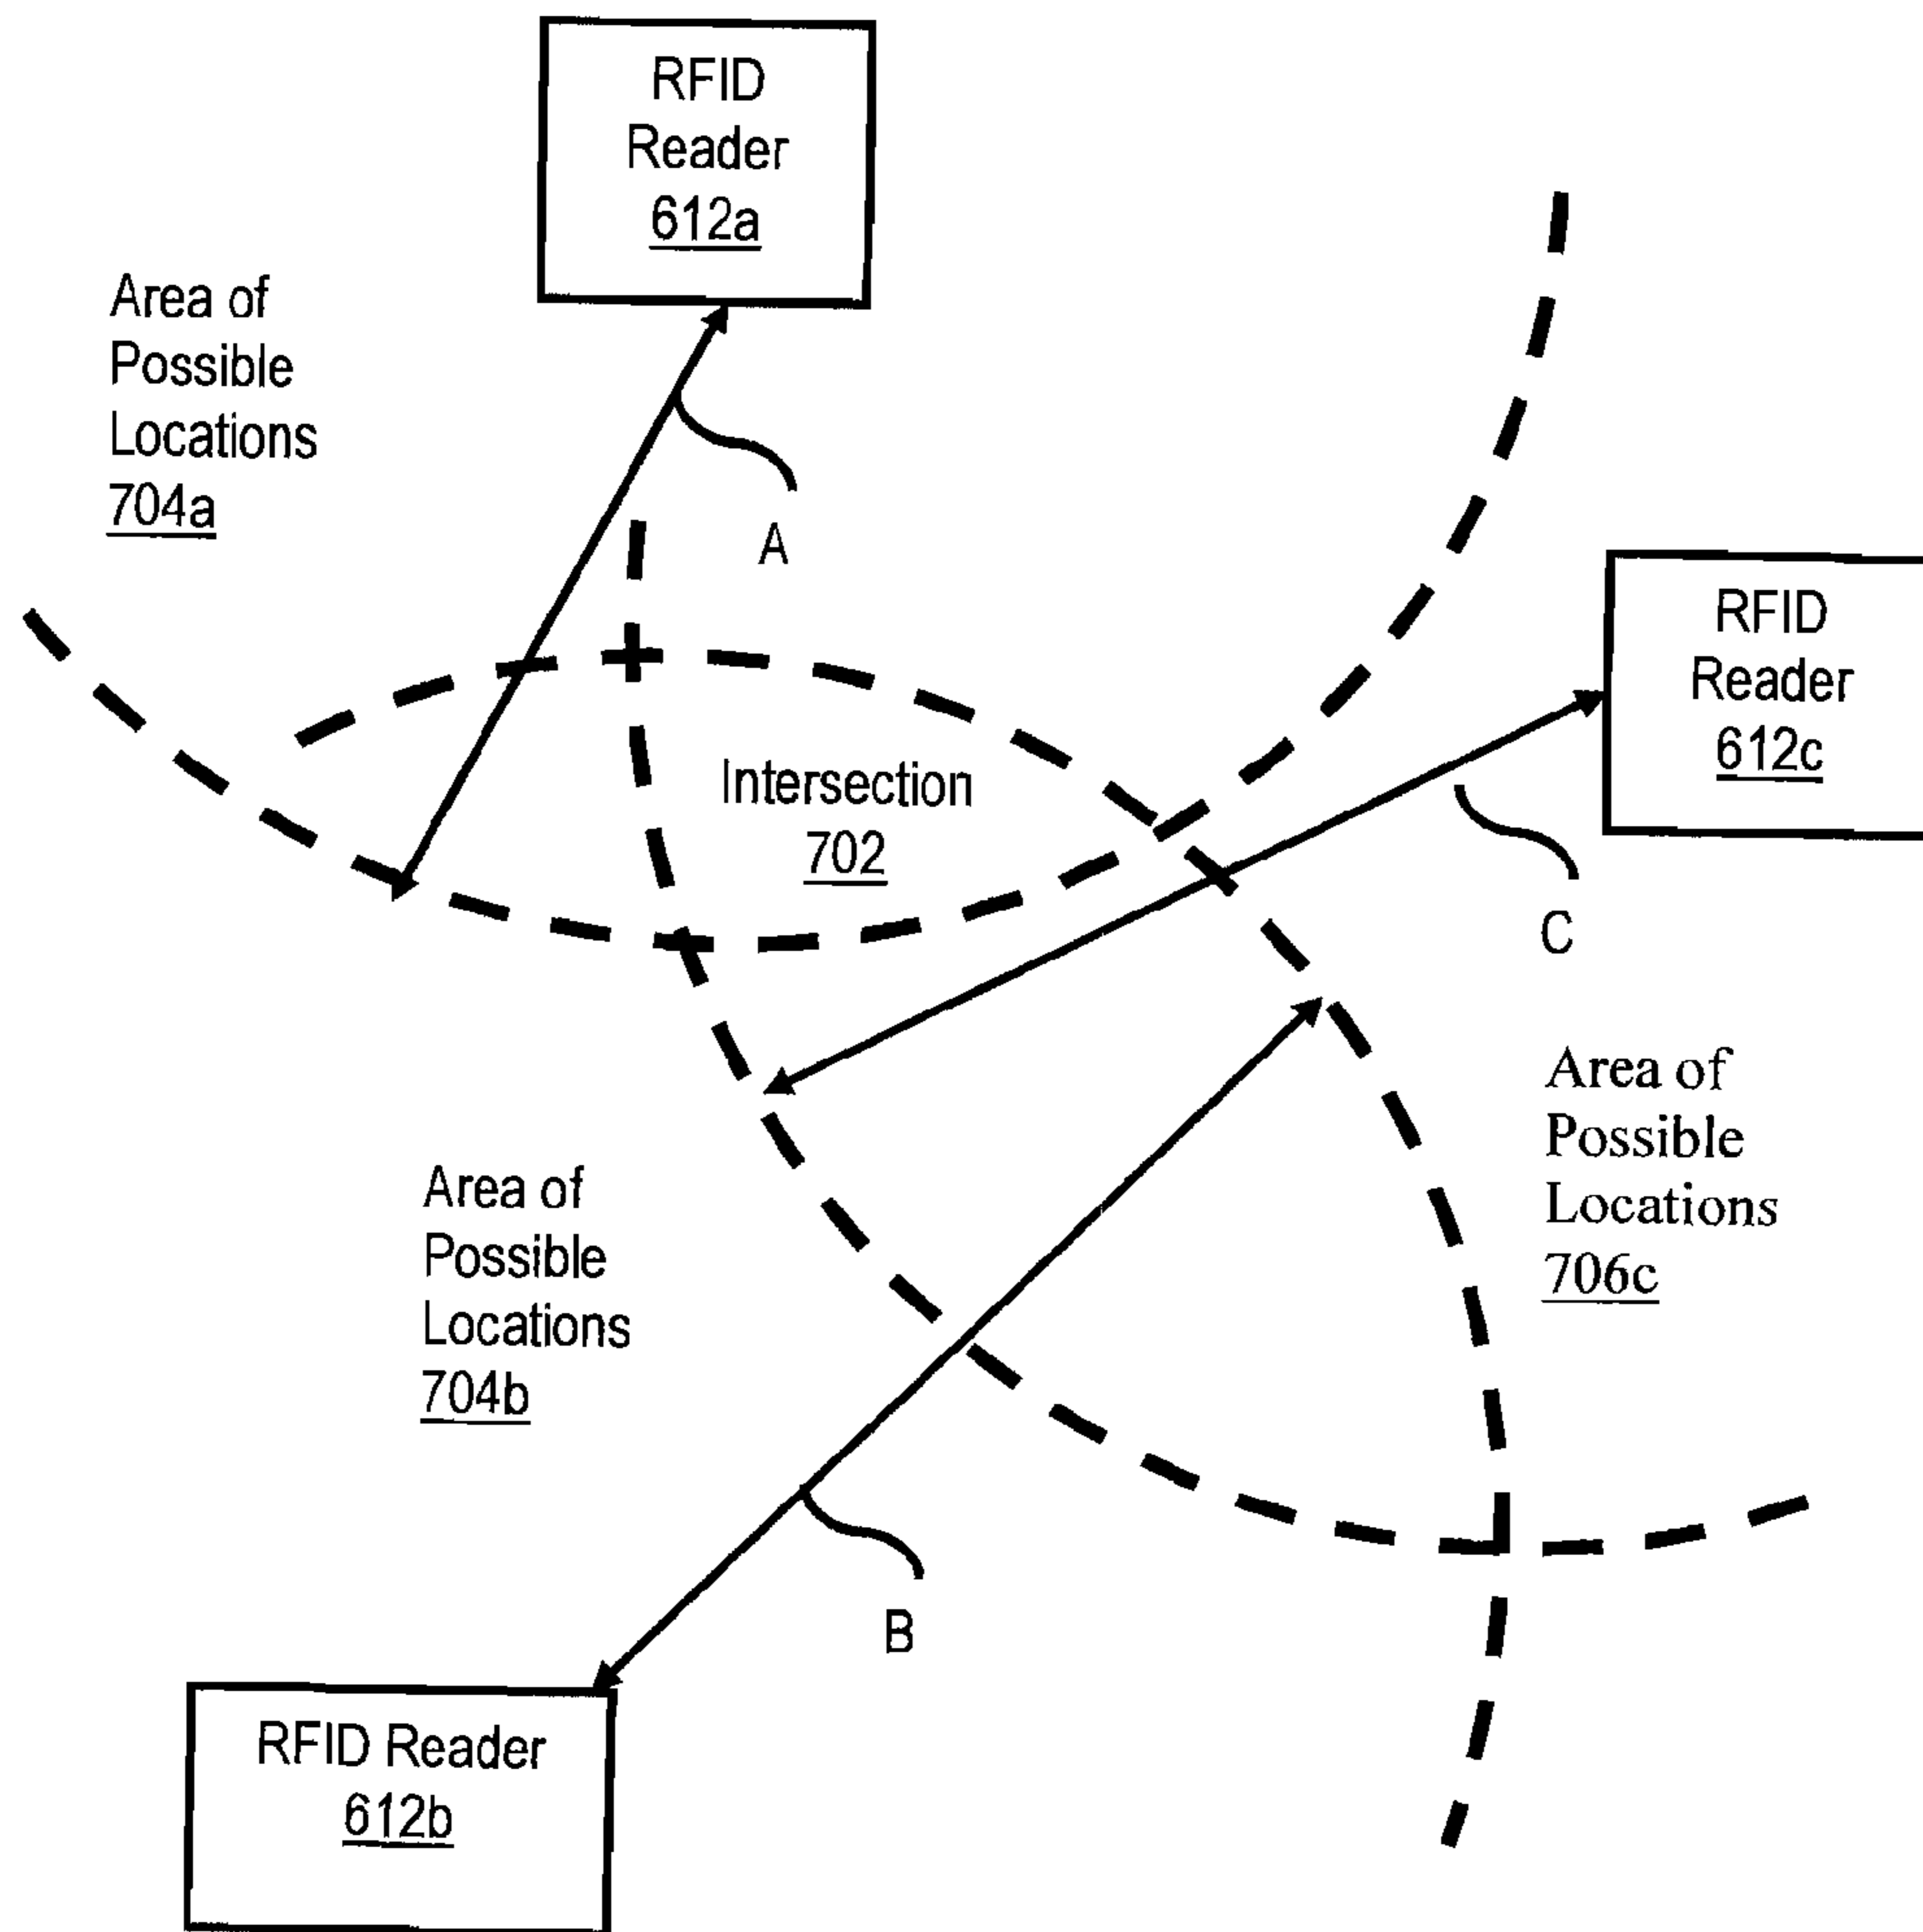 RFID
Reader
612a
Area of
Possible
Locations
704a
A
RFID
Reader
612c
Intersection
702
C
Area of
Possible
Locations
706c
Area of
Possible
Locations
704b
B
RFID Reader
612b